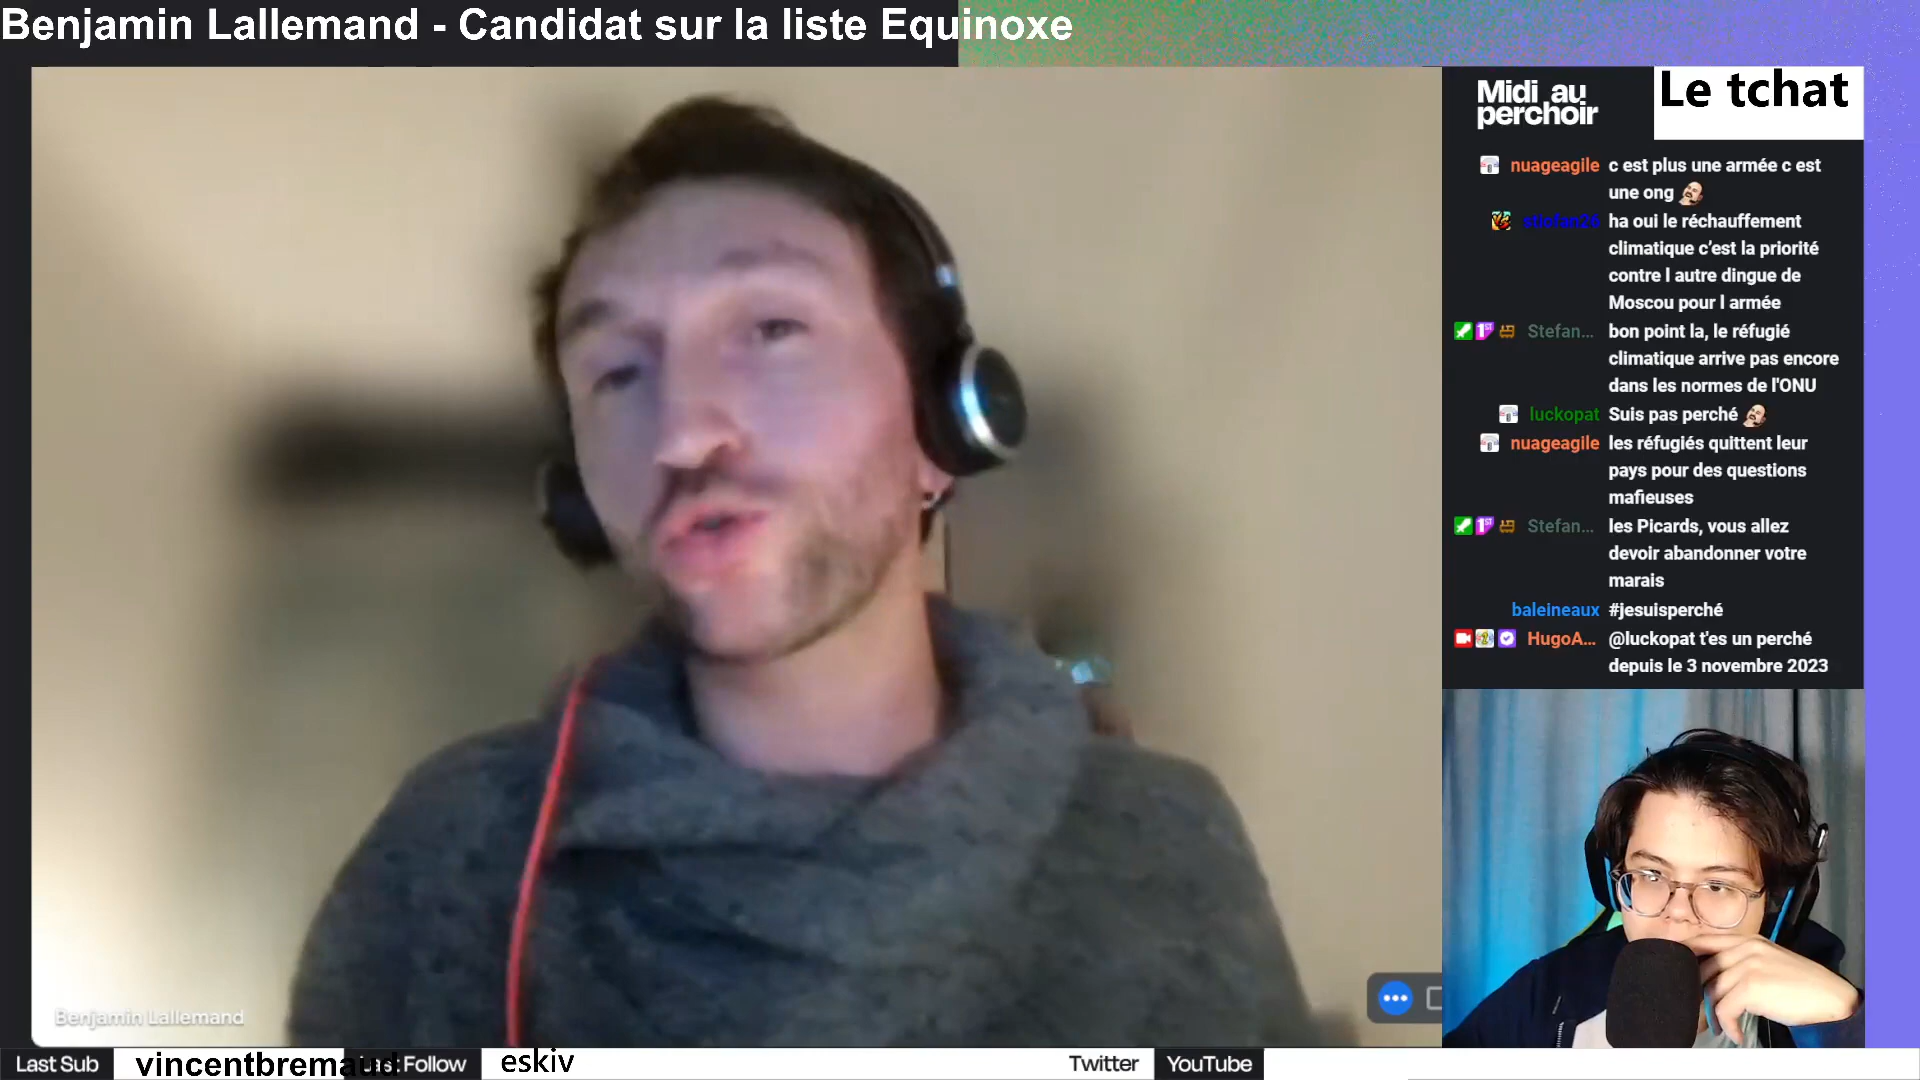 Benjamin Lallemand - Candidat sur la liste Equinoxe
Midi au
perchoir
Le tchat
nuageagile c est plus une armée c est
une ong
stiofan26 ha oui le réchauffement
climatique c’est la priorité
contre l autre dingue de
Moscou pour l armée
Stefan... bon point la, le réfugié
climatique arrive pas encore
dans les normes de l'ONU
luckopat Suis pas perché
nuageagile les réfugiés quittent leur
pays pour des questions
mafieuses
Stefan... les Picards, vous allez
devoir abandonner votre
marais
baleineaux #jesuisperché
HugoA... @luckopat t'es un perché
depuis le 3 novembre 2023
Benjamin Lallemand
Last Sub vincentbremaud Last Follow eskiv Twitter YouTube